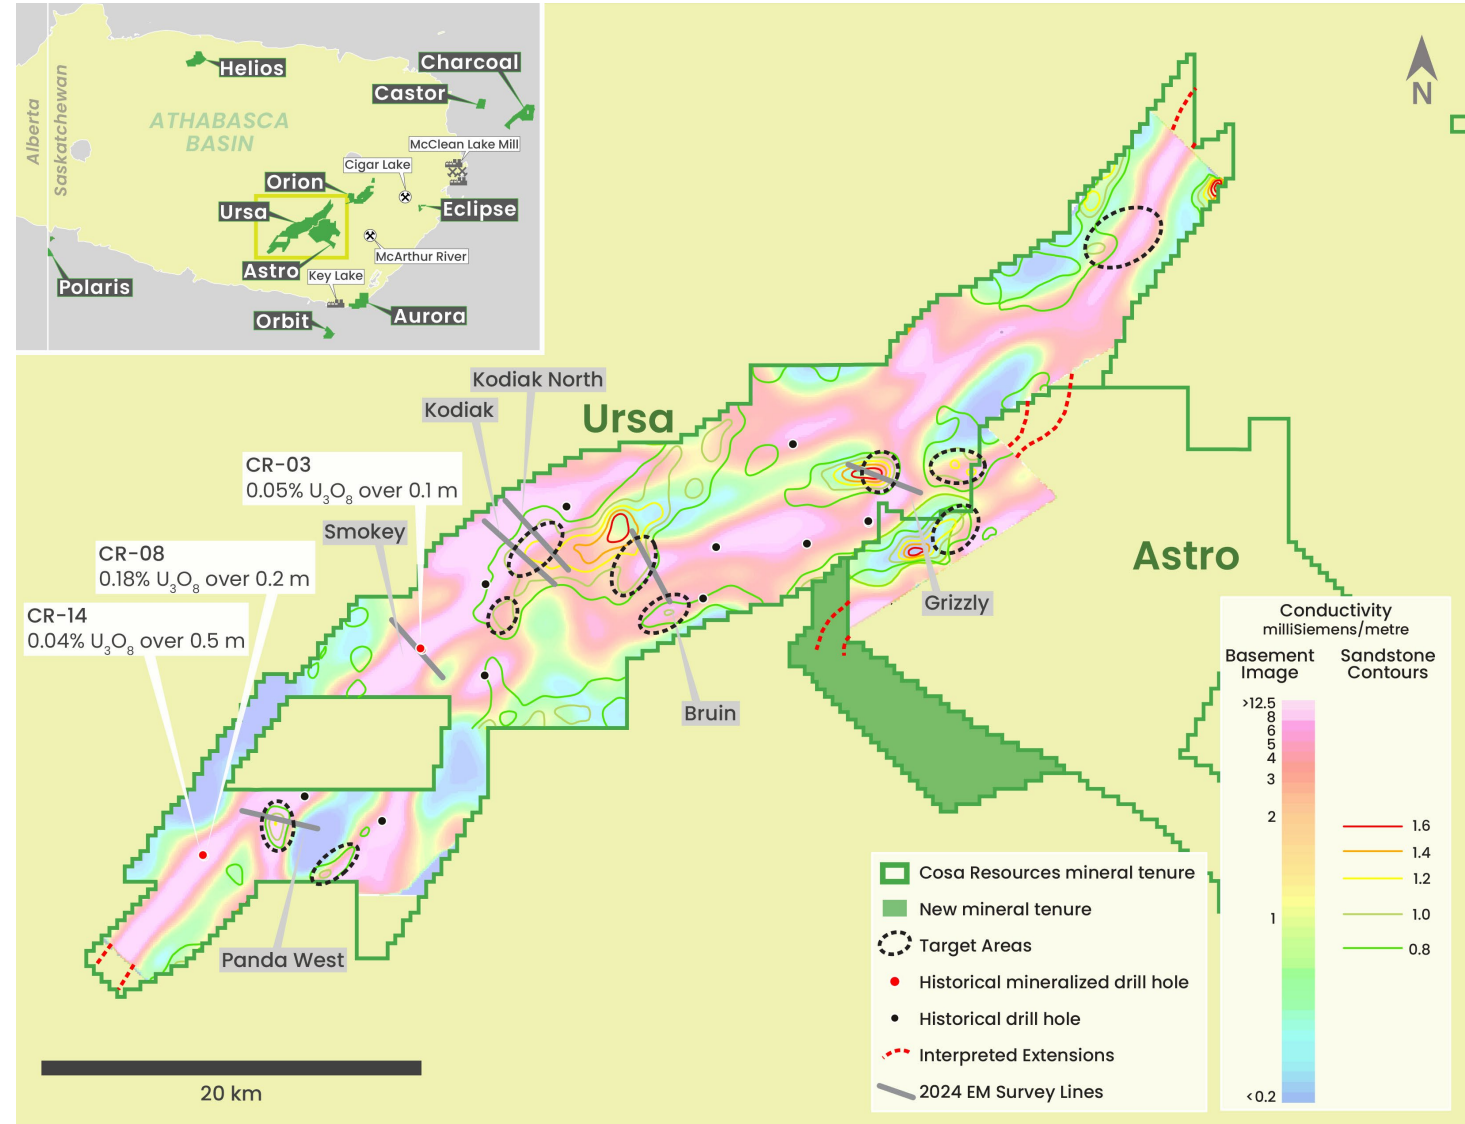 Alberta
Saskatchewan
Helios
ATHABASCA
BASIN
Charcoal
Castor
McClean Lake Mill
Cigar Lake
Orion
Ursa
Eclipse
McArthur River
Astro
Key Lake
Polaris
Orbit
Aurora
N
Kodiak North
Kodiak
Ursa
CR-03
0.05% U₃O₈ over 0.1 m
Smokey
CR-08
0.18% U₃O₈ over 0.2 m
CR-14
0.04% U₃O₈ over 0.5 m
Astro
Grizzly
Bruin
Panda West
20 km
Conductivity
milliSiemens/metre
Basement
Image
Sandstone
Contours
>12.5
8
6
5
4
3
2
1
<0.2
1.6
1.4
1.2
1.0
0.8
Cosa Resources mineral tenure
New mineral tenure
Target Areas
Historical mineralized drill hole
Historical drill hole
Interpreted Extensions
2024 EM Survey Lines